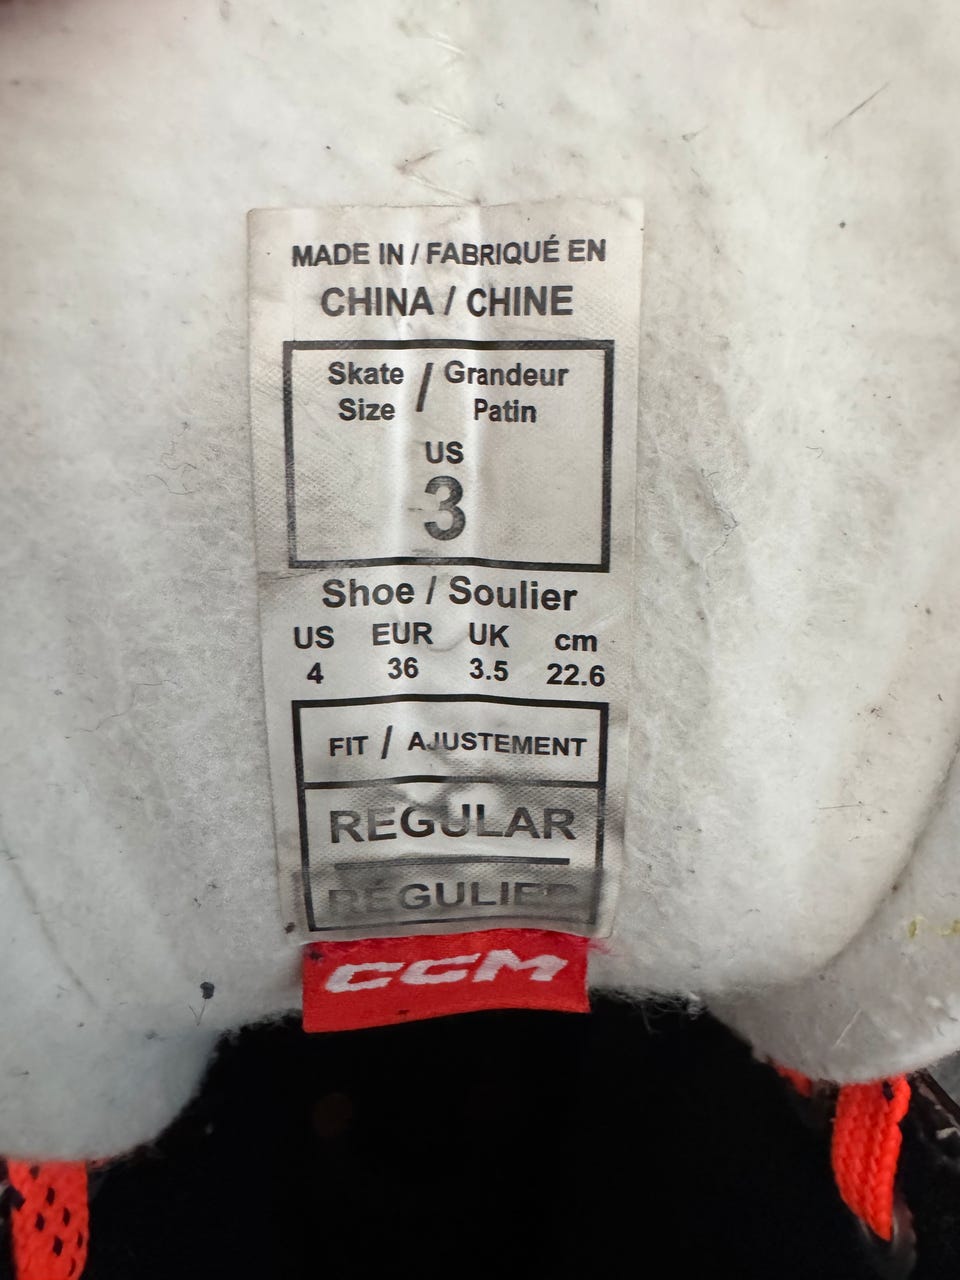 MADE IN / FABRIQUÉ EN
CHINA / CHINE
Skate / Grandeur
Size Patin
US
3
Shoe / Soulier
US EUR UK cm
4 36 3.5 22.6
FIT / AJUSTEMENT
REGULAR
RÉGULIER
CCM